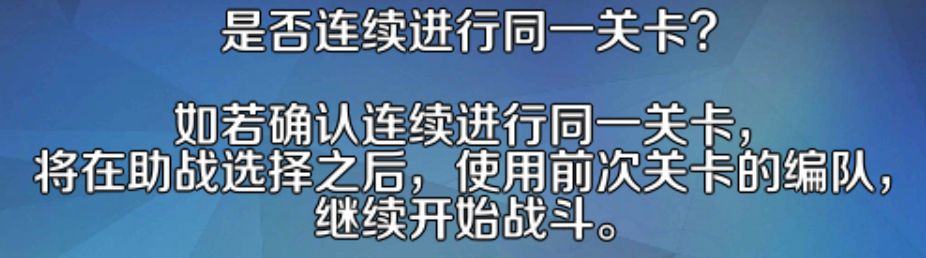 是否连续进行同一关卡？
如若确认连续进行同一关卡，
将在助战选择之后，使用前次关卡的编队，
继续开始战斗。